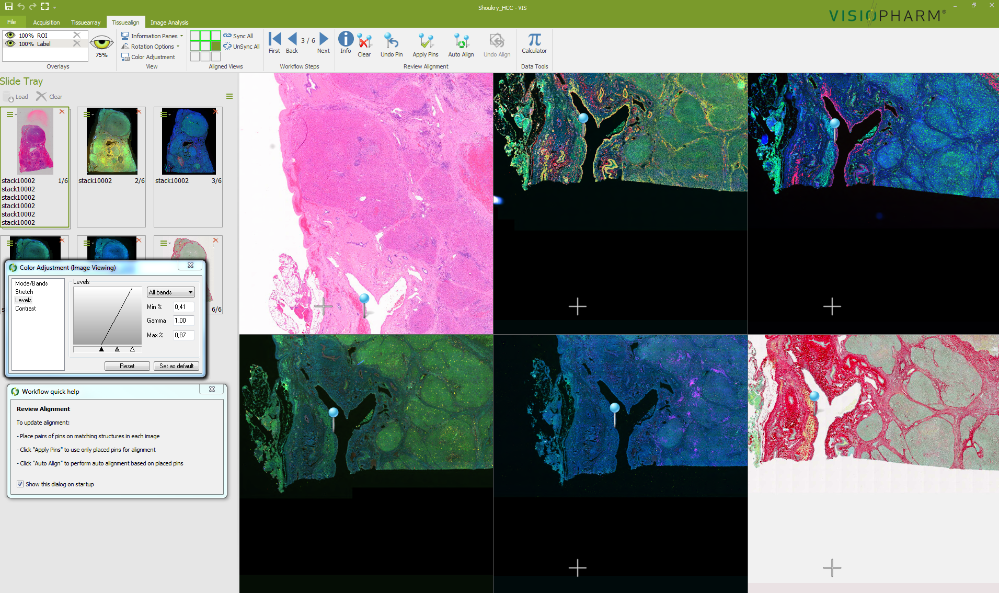 Shoukry_HCC - VIS
VISIOPHARM®
File Acquisition Tissuearray Tissuealign Image Analysis
100% ROI
100% Label
75%
Overlays
Information Panes
Rotation Options
Color Adjustment
View
Sync All
UnSync All
Aligned Views
3 / 6
First Back Next
Workflow Steps
Info Clear Undo Pin Apply Pins Auto Align Undo Align
Review Alignment
π
Calculator
Data Tools
Slide Tray
Load Clear
stack10002 1/6
stack10002
stack10002
stack10002
stack10002
stack10002
stack10002 2/6
stack10002 3/6
6/6
Color Adjustment (Image Viewing)
Mode/Bands
Stretch
Levels
Contrast
Levels
All bands
Min % 0,41
Gamma 1,00
Max % 0,87
Reset Set as default
Workflow quick help
Review Alignment
To update alignment:
- Place pairs of pins on matching structures in each image
- Click "Apply Pins" to use only placed pins for alignment
- Click "Auto Align" to perform auto alignment based on placed pins
Show this dialog on startup